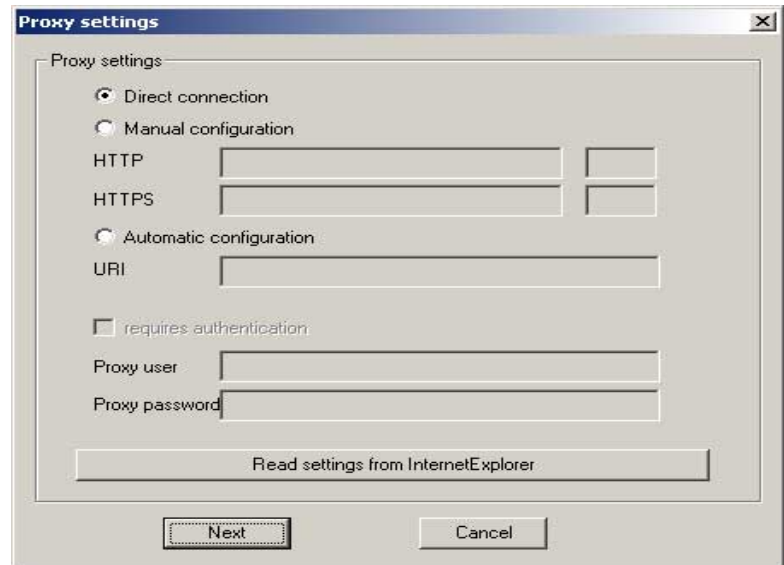 Proxy settings
Proxy settings
Direct connection
Manual configuration
HTTP
HTTPS
Automatic configuration
URI
requires authentication
Proxy user
Proxy password
Read settings from InternetExplorer
Next Cancel